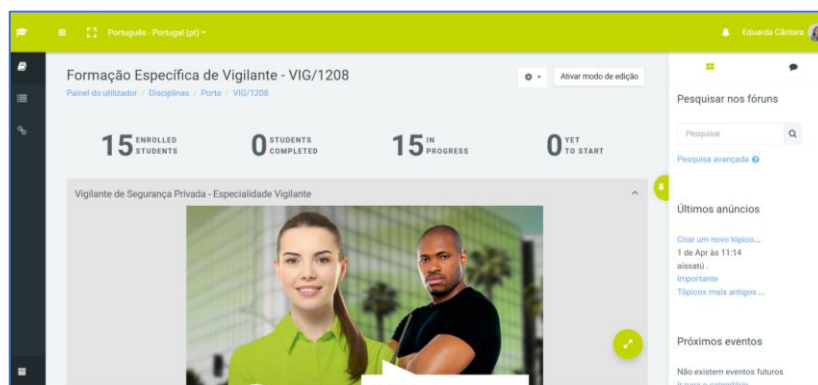 Português - Portugal (pt)
Eduarda Cântara
Formação Específica de Vigilante - VIG/1208
Ativar modo de edição
Painel do utilizador / Disciplinas / Porto / VIG/1208
15 ENROLLED STUDENTS
0 STUDENTS COMPLETED
15 IN PROGRESS
0 YET TO START
Vigilante de Segurança Privada - Especialidade Vigilante
Pesquisar nos fóruns
Pesquisar
Pesquisa avançada
Últimos anúncios
Criar um novo tópico...
1 de Apr às 11:14
aissatú .
Importante
Tópicos mais antigos ...
Próximos eventos
Não existem eventos futuros
Ir para o calendário